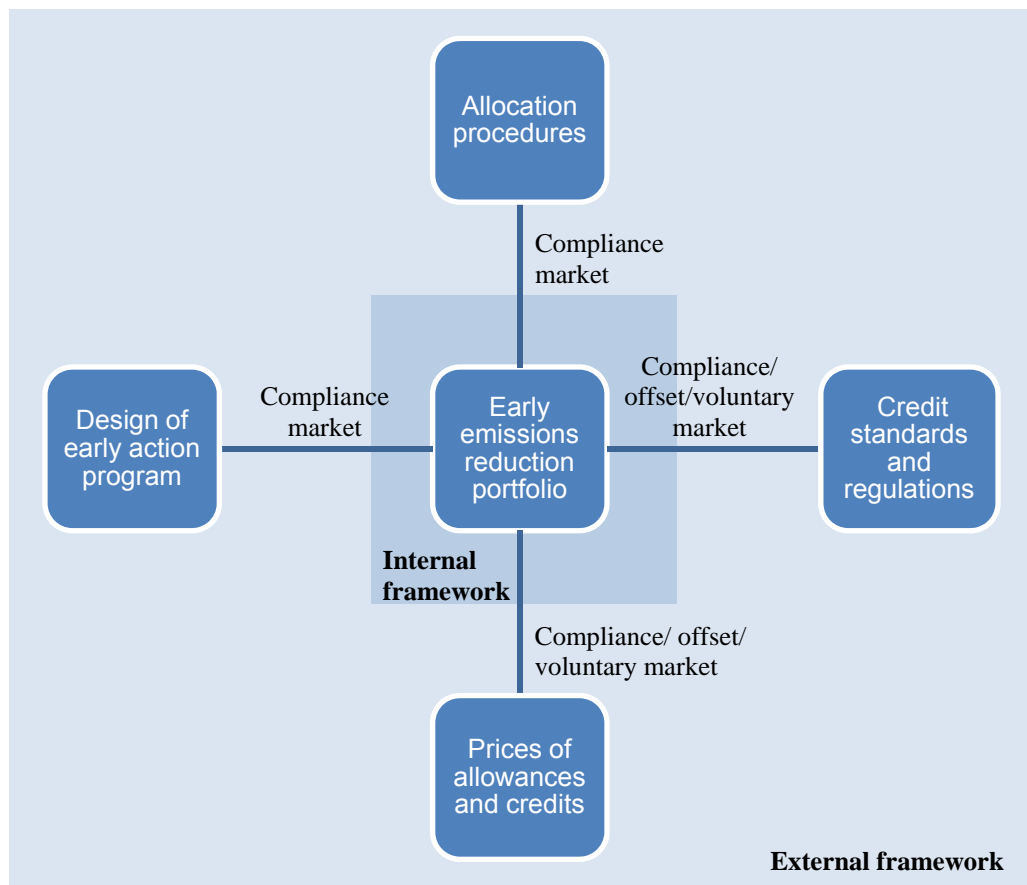 Allocation
procedures
Compliance
market
Design of
early action
program
Compliance
market
Early
emissions
reduction
portfolio
Compliance/
offset/voluntary
market
Credit
standards
and
regulations
Internal
framework
Compliance/ offset/
voluntary market
Prices of
allowances
and credits
External framework